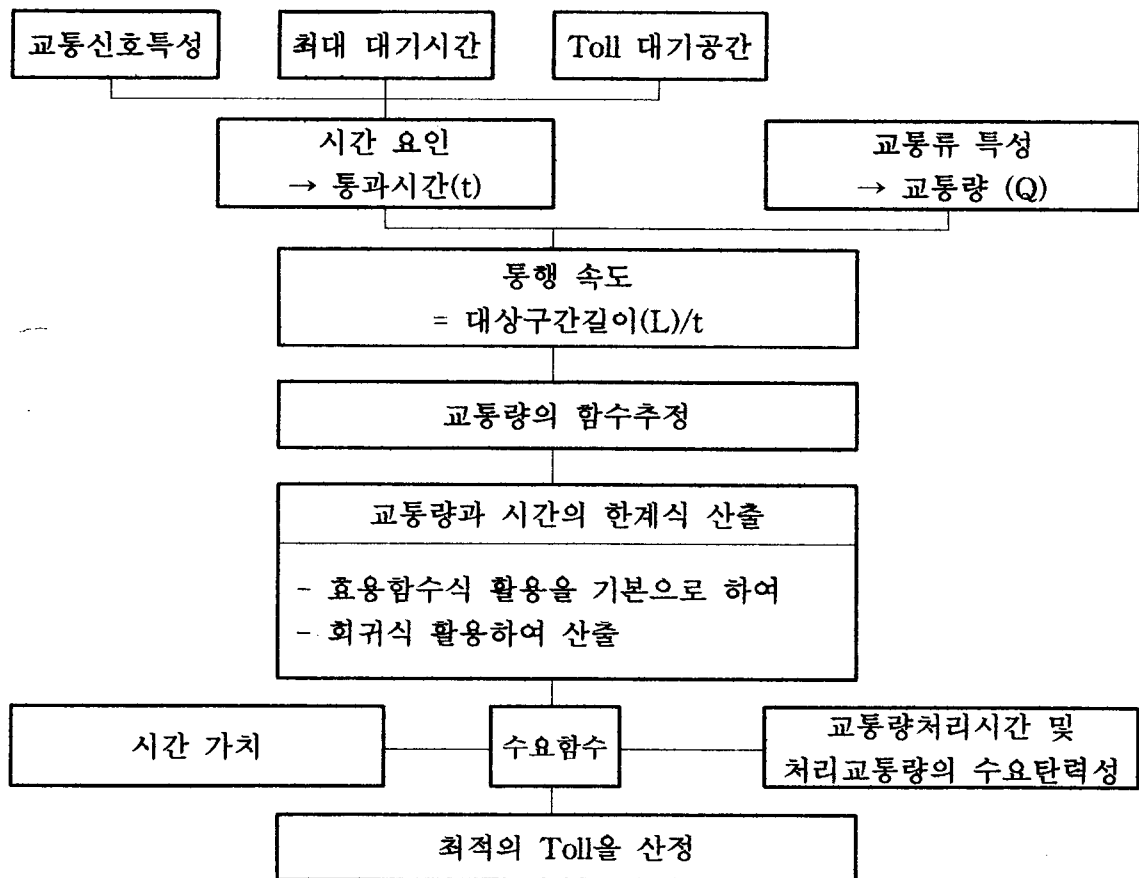 교통신호특성
최대 대기시간
Toll 대기공간
시간 요인
→ 통과시간(t)
교통류 특성
→ 교통량 (Q)
통행 속도
= 대상구간길이(L)/t
교통량의 함수추정
교통량과 시간의 한계식 산출
- 효용함수식 활용을 기본으로 하여
- 회귀식 활용하여 산출
시간 가치
수요함수
교통량처리시간 및
처리교통량의 수요탄력성
최적의 Toll을 산정